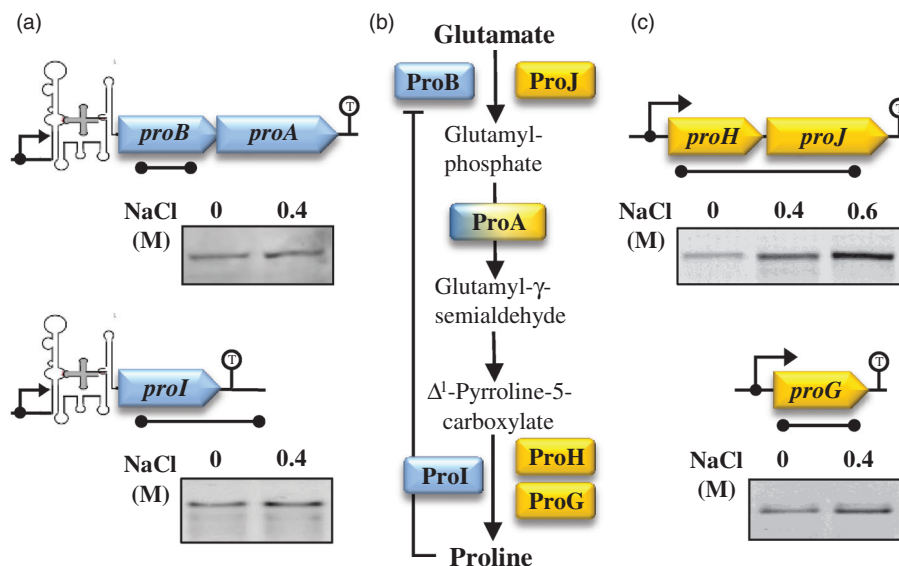 (a)
proB proA
T
NaCl 0 0.4
(M)
proI
T
NaCl 0 0.4
(M)
(b)
Glutamate
ProB ProJ
Glutamyl-
phosphate
ProA
Glutamyl-γ-
semialdehyde
Δ¹-Pyrroline-5-
carboxylate
ProI ProH
ProG
Proline
(c)
proH proJ
T
NaCl 0 0.4 0.6
(M)
proG
T
NaCl 0 0.4
(M)